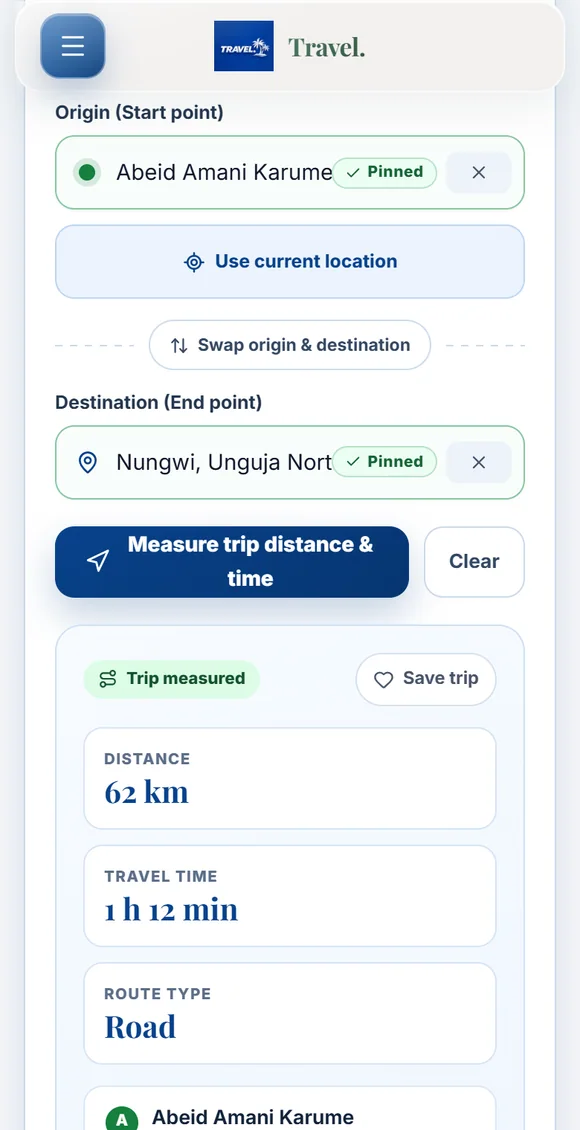 TRAVEL.
Travel.
Origin (Start point)
Abeid Amani Karume
Pinned
Use current location
Swap origin & destination
Destination (End point)
Nungwi, Unguja Nort
Pinned
Measure trip distance &
time
Clear
Trip measured
Save trip
DISTANCE
62 km
TRAVEL TIME
1 h 12 min
ROUTE TYPE
Road
A
Abeid Amani Karume